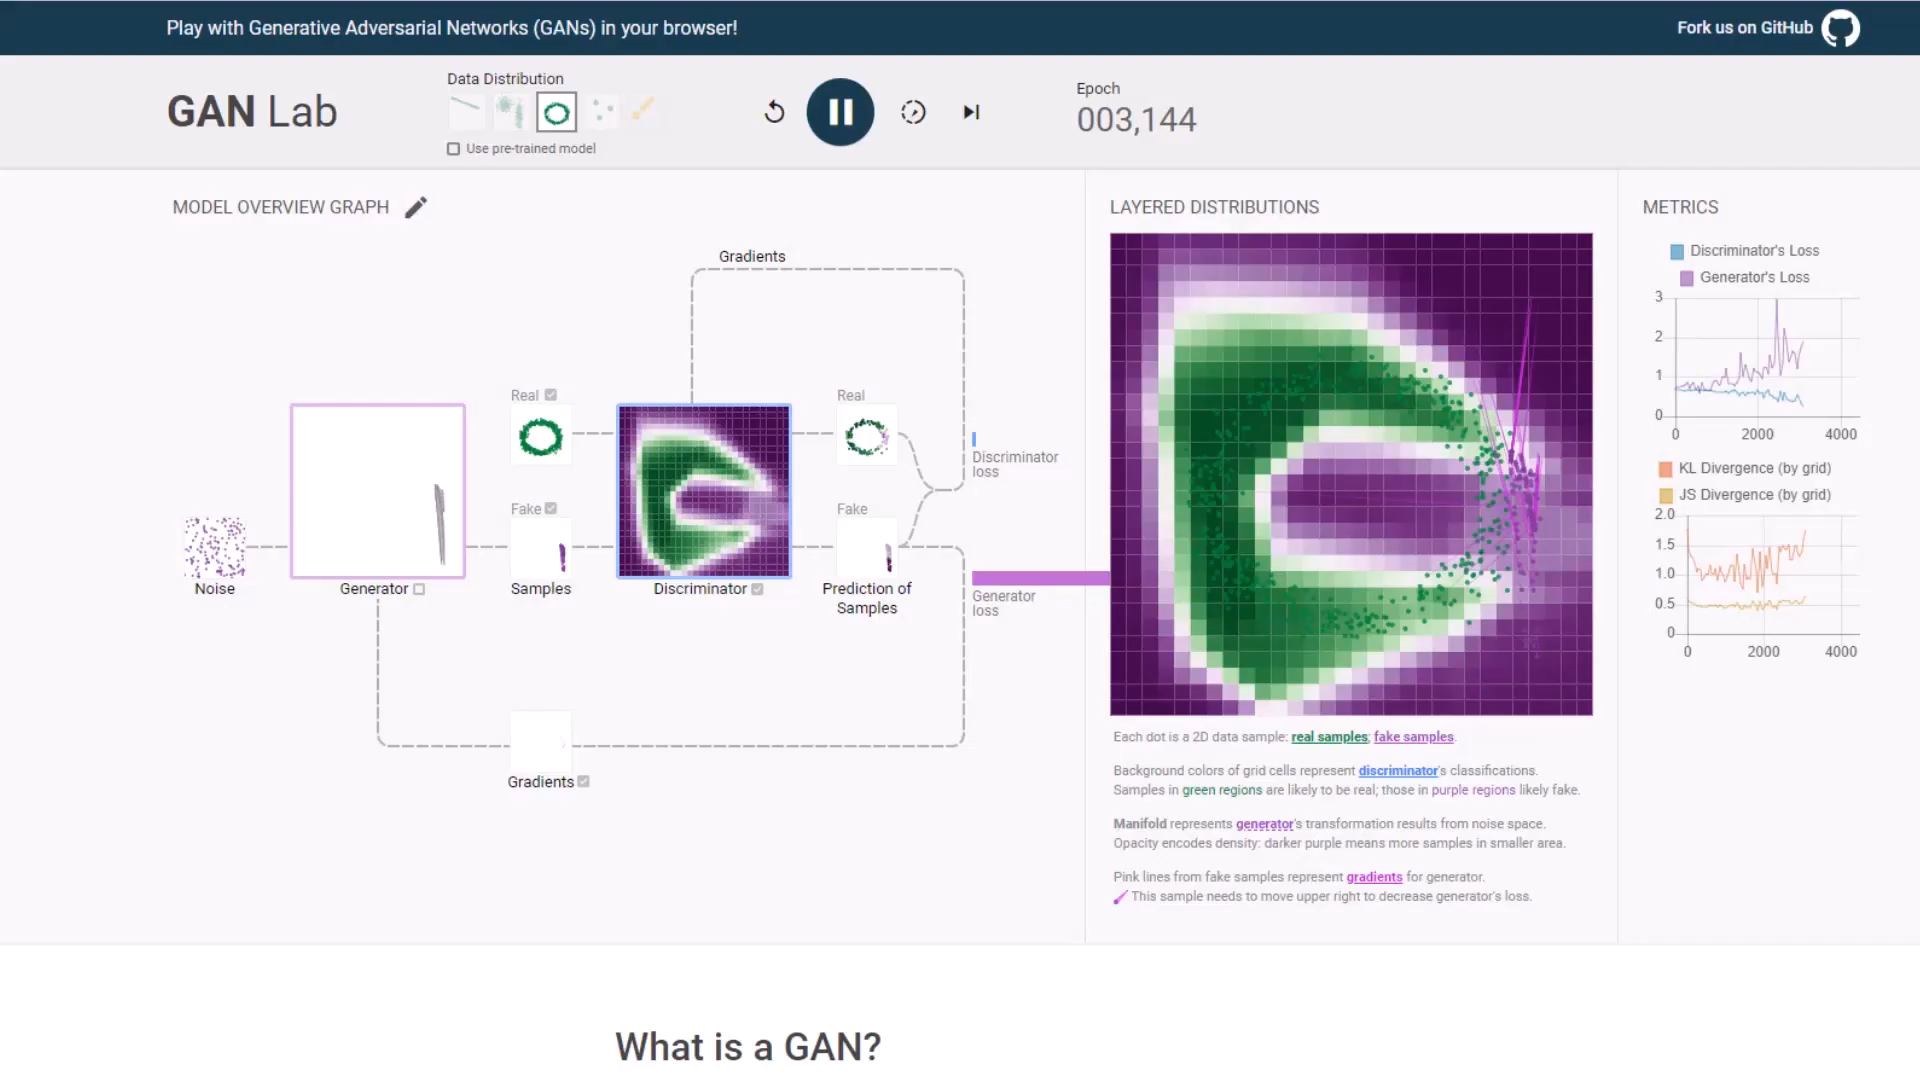 Play with Generative Adversarial Networks (GANs) in your browser!
Fork us on GitHub
GAN Lab
Data Distribution
Use pre-trained model
Epoch
003,144
MODEL OVERVIEW GRAPH
Gradients
Real
Real
Discriminator
loss
Fake
Fake
Noise
Generator
Samples
Discriminator
Prediction of
Samples
Generator
loss
Gradients
LAYERED DISTRIBUTIONS
Each dot is a 2D data sample: real samples; fake samples.
Background colors of grid cells represent discriminator's classifications.
Samples in green regions are likely to be real; those in purple regions likely fake.
Manifold represents generator's transformation results from noise space.
Opacity encodes density: darker purple means more samples in smaller area.
Pink lines from fake samples represent gradients for generator.
This sample needs to move upper right to decrease generator's loss.
METRICS
Discriminator's Loss
Generator's Loss
3
2
1
0
0 2000 4000
KL Divergence (by grid)
JS Divergence (by grid)
2.0
1.5
1.0
0.5
0
0 2000 4000
What is a GAN?